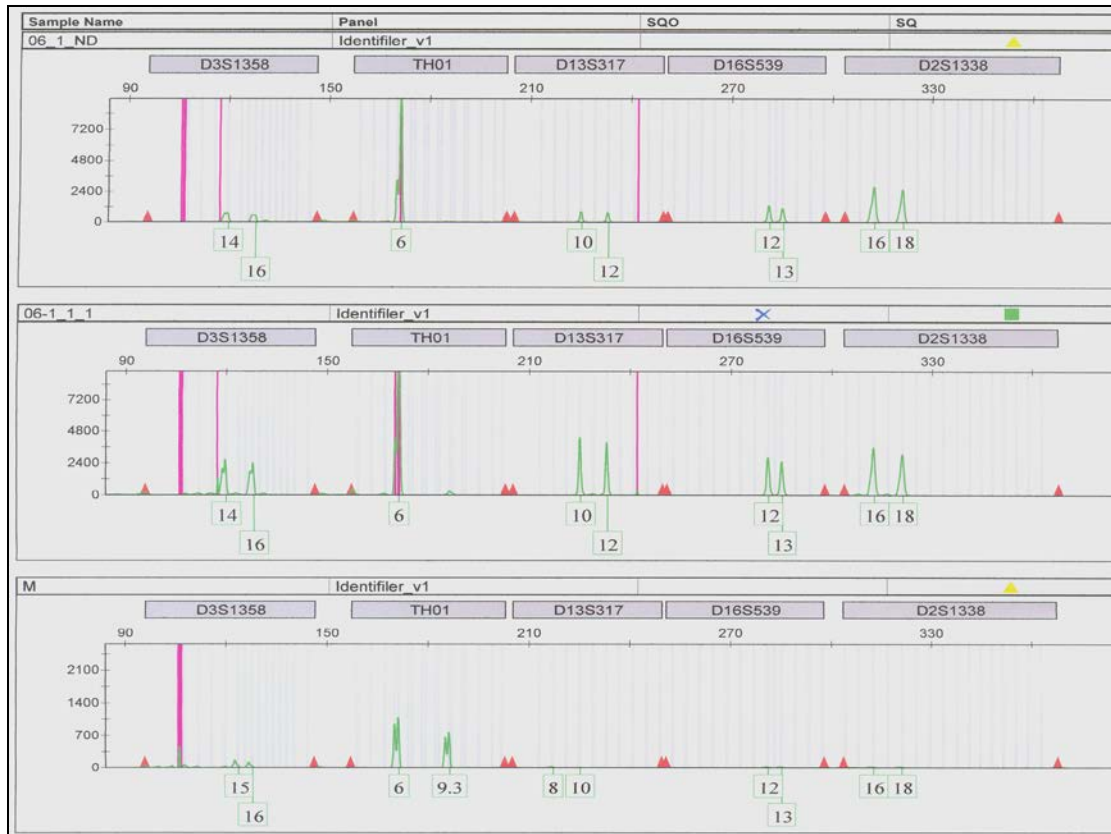 Sample Name Panel SQO SQ
06_1_ND Identifiler_v1
D3S1358 TH01 D13S317 D16S539 D2S1338
90 150 210 270 330
7200
4800
2400
0
14 6 10 12 16 18
16 12 13
06-1_1_1 Identifiler_v1
D3S1358 TH01 D13S317 D16S539 D2S1338
90 150 210 270 330
7200
4800
2400
0
14 6 10 12 16 18
16 12 13
M Identifiler_v1
D3S1358 TH01 D13S317 D16S539 D2S1338
90 150 210 270 330
2100
1400
700
0
15 6 9.3 8 10 12 16 18
16 13